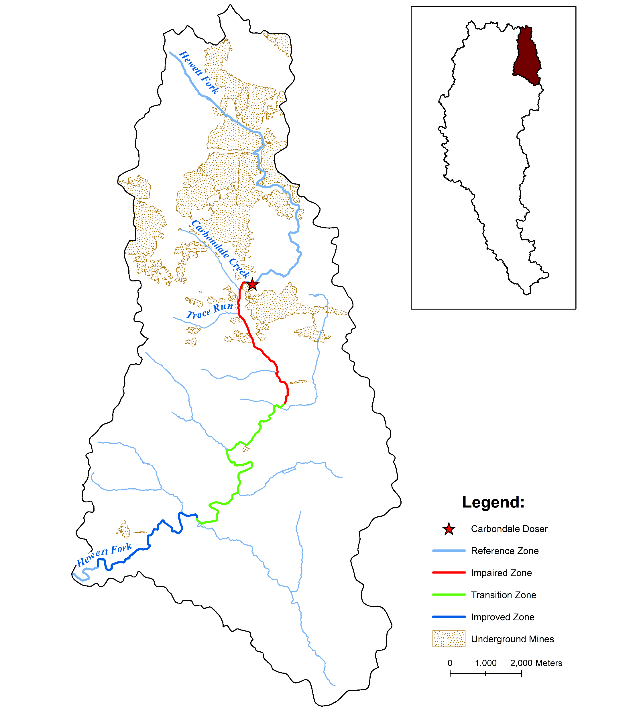 Hewett Fork
Carbondale Creek
Trace Run
Hewett Fork
Legend:
Carbondale Doser
Reference Zone
Impaired Zone
Transition Zone
Improved Zone
Underground Mines
0 1,000 2,000 Meters